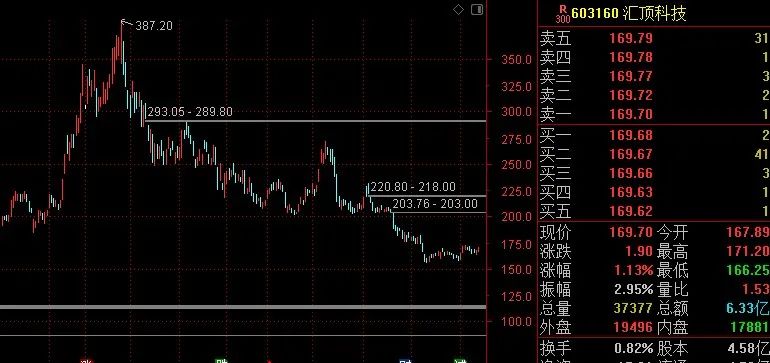 387.20
293.05 - 289.80
220.80 - 218.00
203.76 - 203.00
350.0
325.0
300.0
275.0
250.0
225.0
200.0
175.0
150.0
125.0
100.0
涨
跌
财
减
R
300
603160 汇顶科技
卖五 169.79 31
卖四 169.78 1
卖三 169.77 3
卖二 169.72 2
卖一 169.70 1
买一 169.68 2
买二 169.67 41
买三 169.66 3
买四 169.63 1
买五 169.62 1
现价 169.70 今开 167.89
涨跌 1.90 最高 171.20
涨幅 1.13% 最低 166.25
振幅 2.95% 量比 1.53
总量 37377 总额 6.33亿
外盘 19496 内盘 17881
换手 0.82% 股本 4.58亿